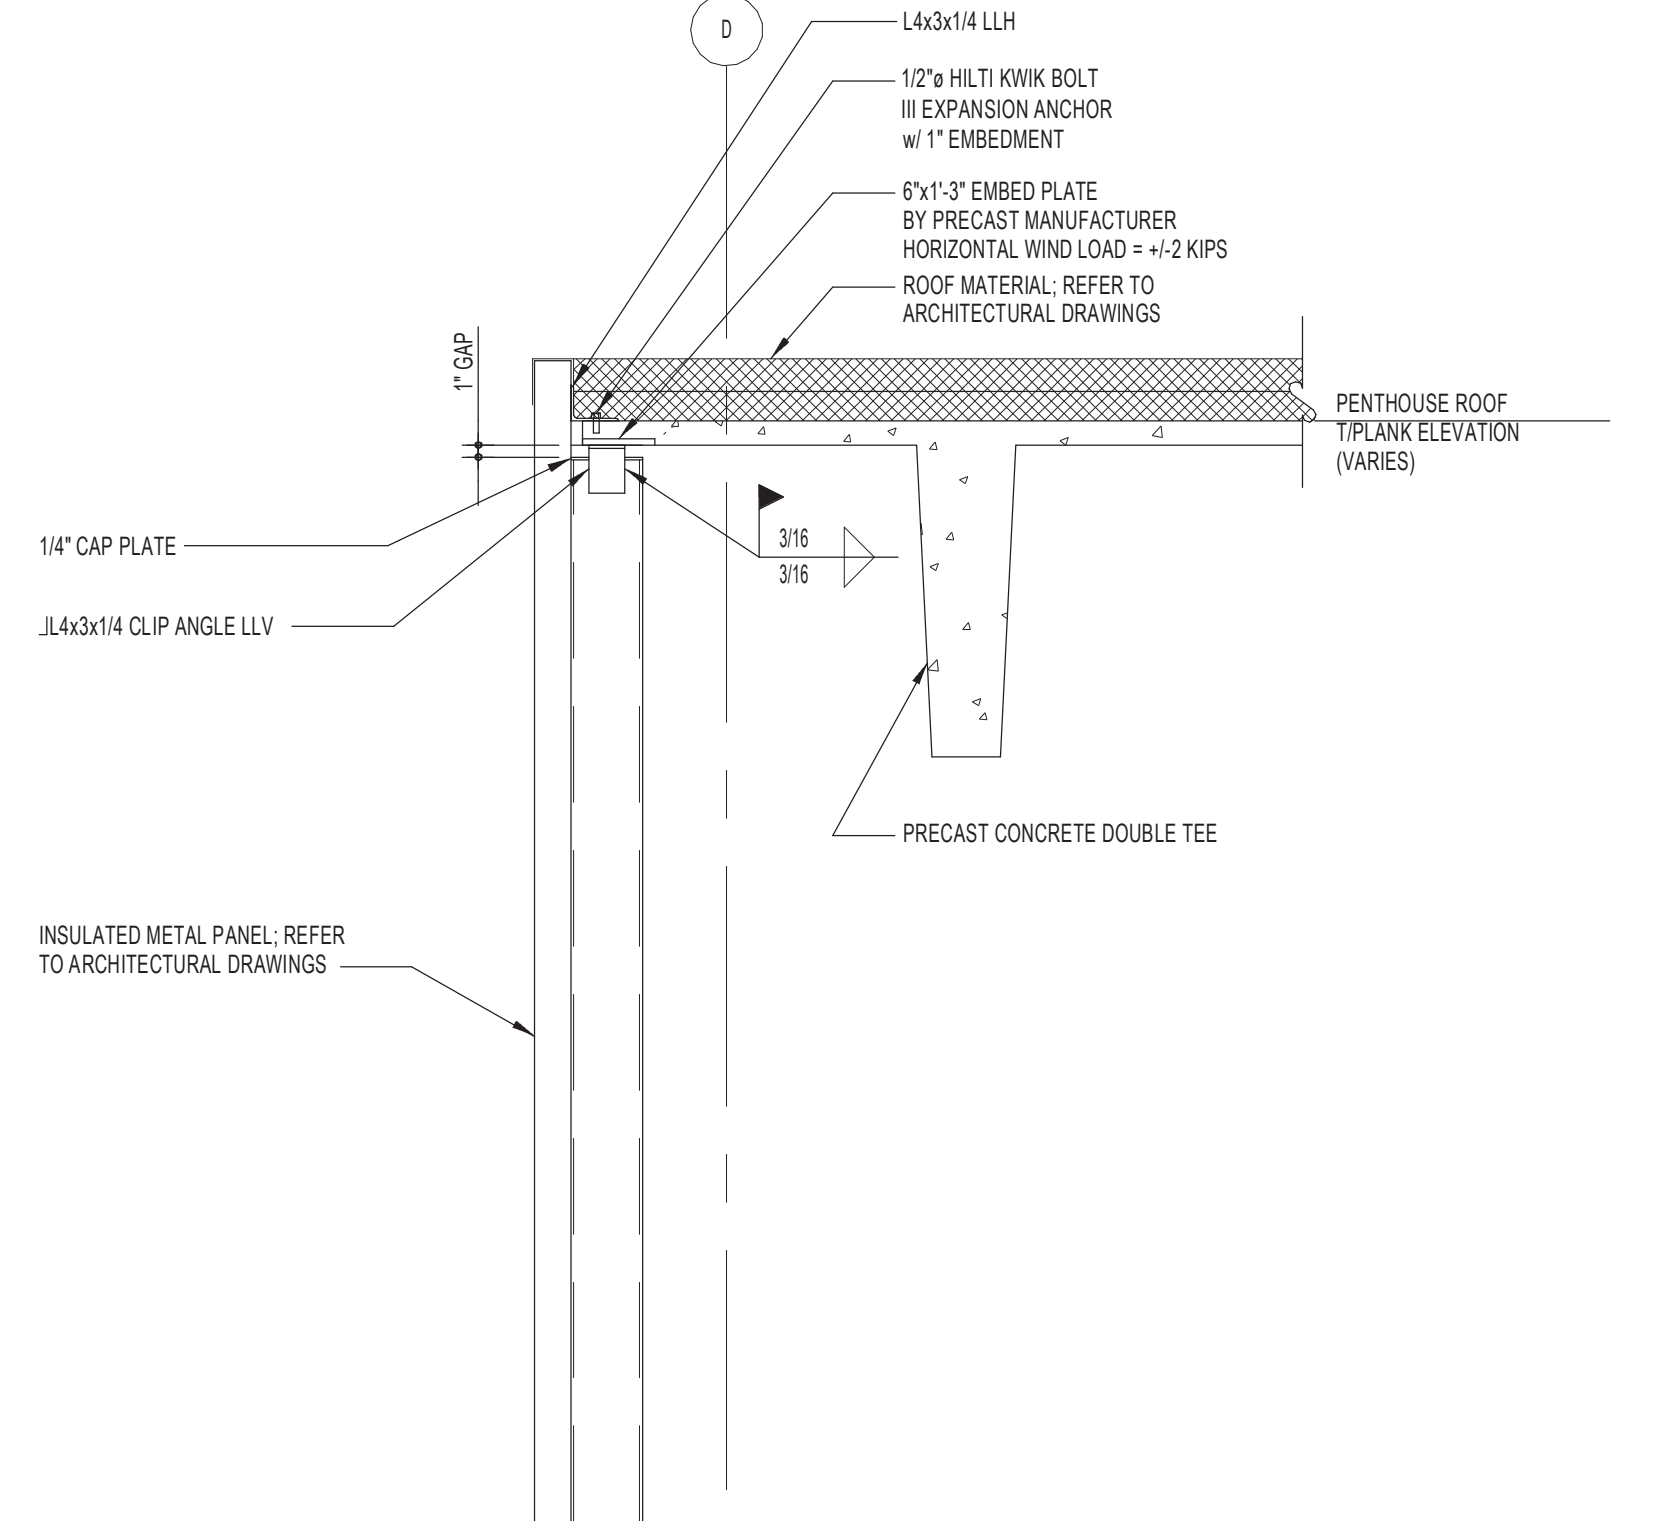 D
L4x3x1/4 LLH
1/2"ø HILTI KWIK BOLT
III EXPANSION ANCHOR
w/ 1" EMBEDMENT
6"x1'-3" EMBED PLATE
BY PRECAST MANUFACTURER
HORIZONTAL WIND LOAD = +/-2 KIPS
ROOF MATERIAL; REFER TO
ARCHITECTURAL DRAWINGS
1" GAP
PENTHOUSE ROOF
T/PLANK ELEVATION
(VARIES)
1/4" CAP PLATE
3/16
3/16
⅃L4x3x1/4 CLIP ANGLE LLV
PRECAST CONCRETE DOUBLE TEE
INSULATED METAL PANEL; REFER
TO ARCHITECTURAL DRAWINGS